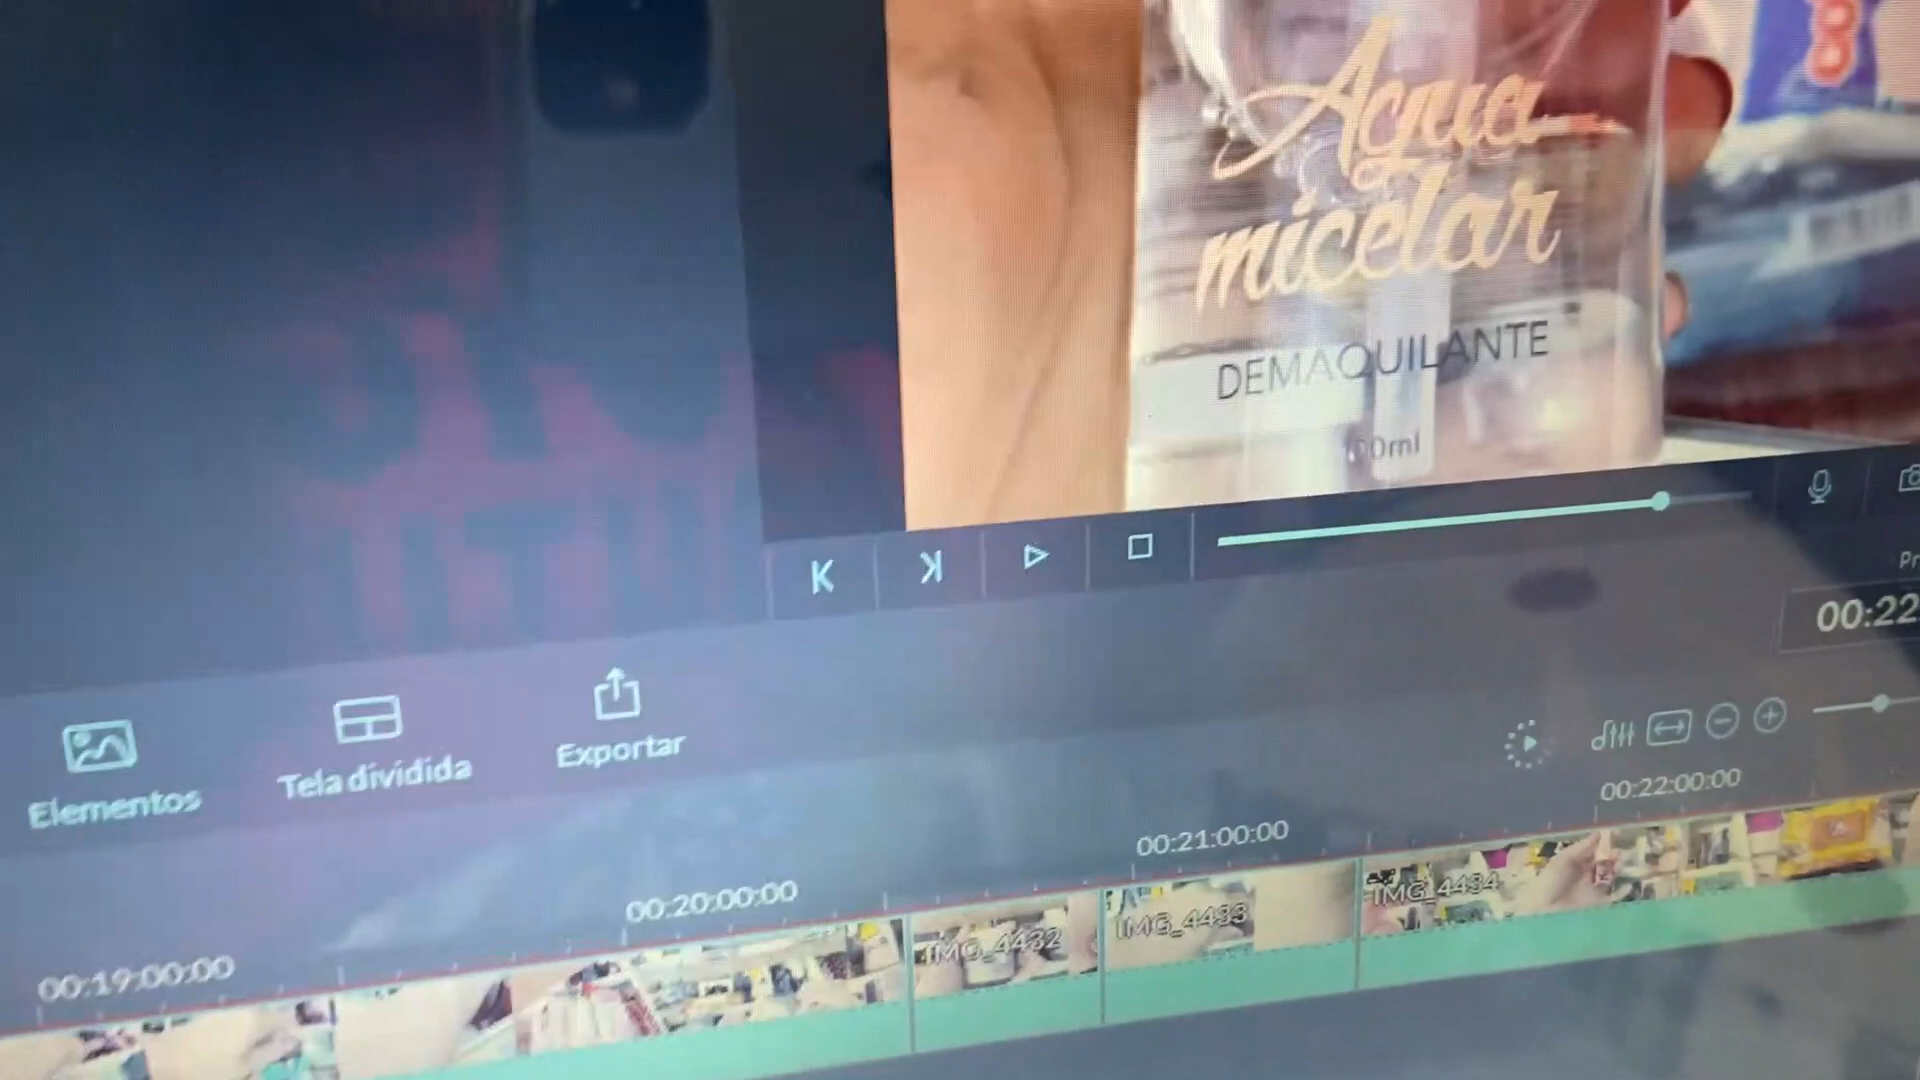 Agua
micelar
DEMAQUILANTE
100ml
00:22
Elementos
Tela dividida
Exportar
00:19:00:00
00:20:00:00
00:21:00:00
00:22:00:00
IMG_4432
IMG_4433
IMG_4434